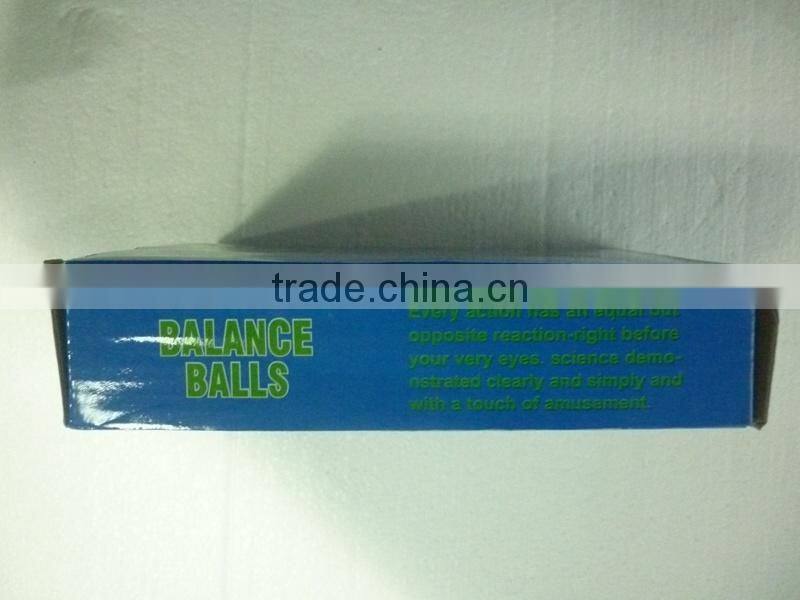 trade.china.cn
BALANCE
BALLS
Every action has an equal but
opposite reaction-right before
your very eyes. science demo-
nstrated clearly and simply and
with a touch of amusement.